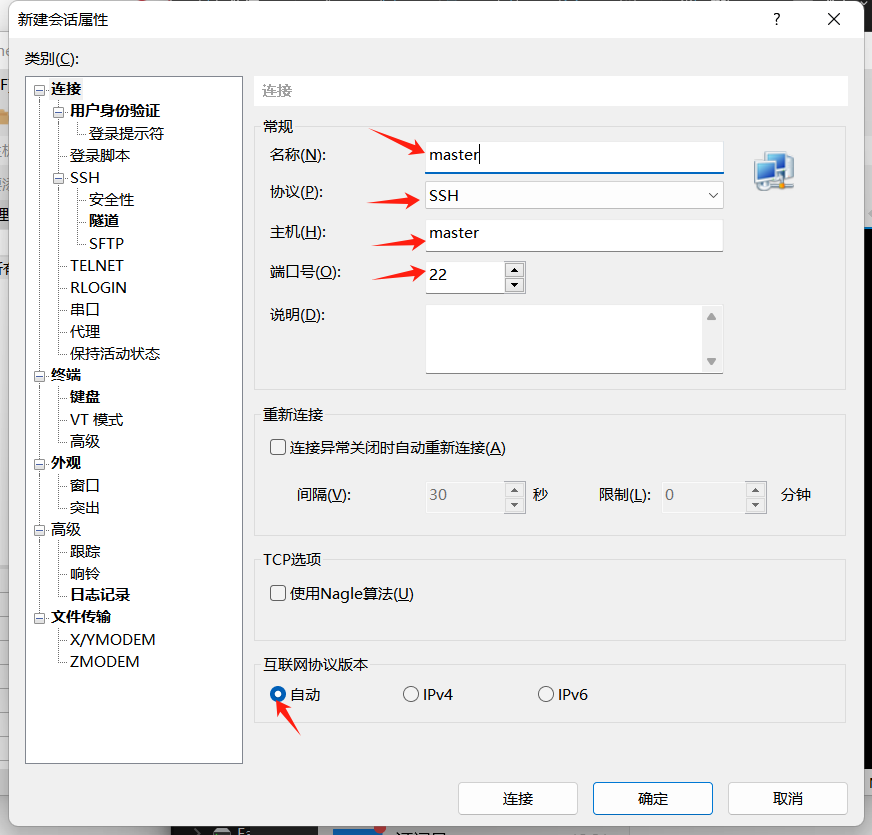 新建会话属性
?
类别(C):
连接
用户身份验证
登录提示符
登录脚本
SSH
安全性
隧道
SFTP
TELNET
RLOGIN
串口
代理
保持活动状态
终端
键盘
VT 模式
高级
外观
窗口
突出
高级
跟踪
响铃
日志记录
文件传输
X/YMODEM
ZMODEM
连接
常规
名称(N): master
协议(P): SSH
主机(H): master
端口号(O): 22
说明(D):
重新连接
连接异常关闭时自动重新连接(A)
间隔(V): 30 秒 限制(L): 0 分钟
TCP选项
使用Nagle算法(U)
互联网协议版本
自动 IPv4 IPv6
连接 确定 取消